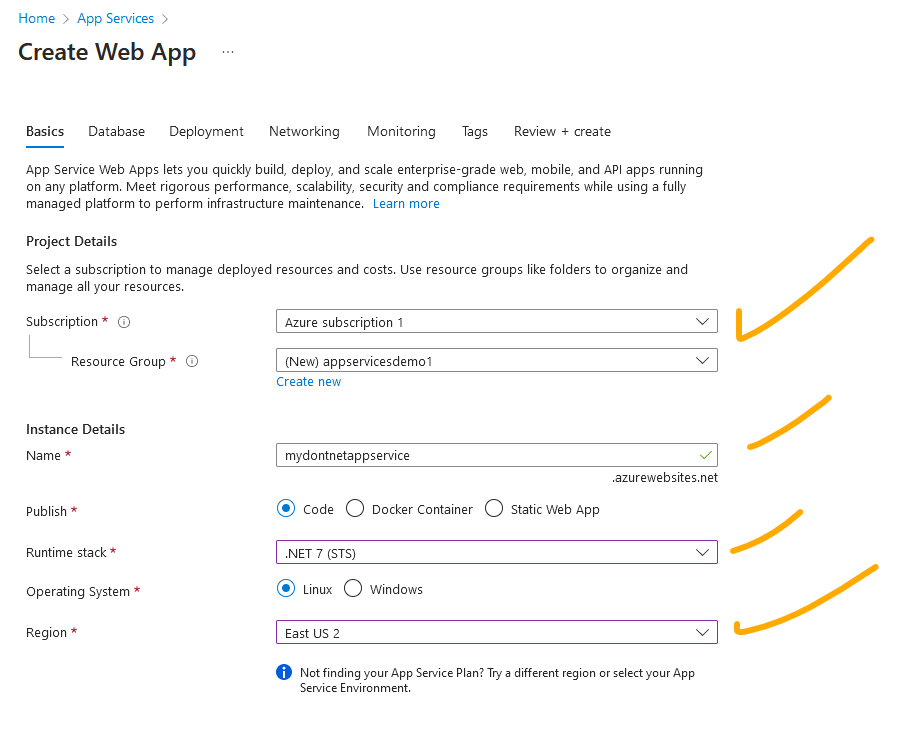 Home > App Services >
Create Web App ...
Basics Database Deployment Networking Monitoring Tags Review + create
App Service Web Apps lets you quickly build, deploy, and scale enterprise-grade web, mobile, and API apps running
on any platform. Meet rigorous performance, scalability, security and compliance requirements while using a fully
managed platform to perform infrastructure maintenance. Learn more
Project Details
Select a subscription to manage deployed resources and costs. Use resource groups like folders to organize and
manage all your resources.
Subscription * Azure subscription 1
Resource Group * (New) appservicesdemo1
Create new
Instance Details
Name * mydontnetappservice
.azurewebsites.net
Publish * Code Docker Container Static Web App
Runtime stack * .NET 7 (STS)
Operating System * Linux Windows
Region * East US 2
Not finding your App Service Plan? Try a different region or select your App
Service Environment.